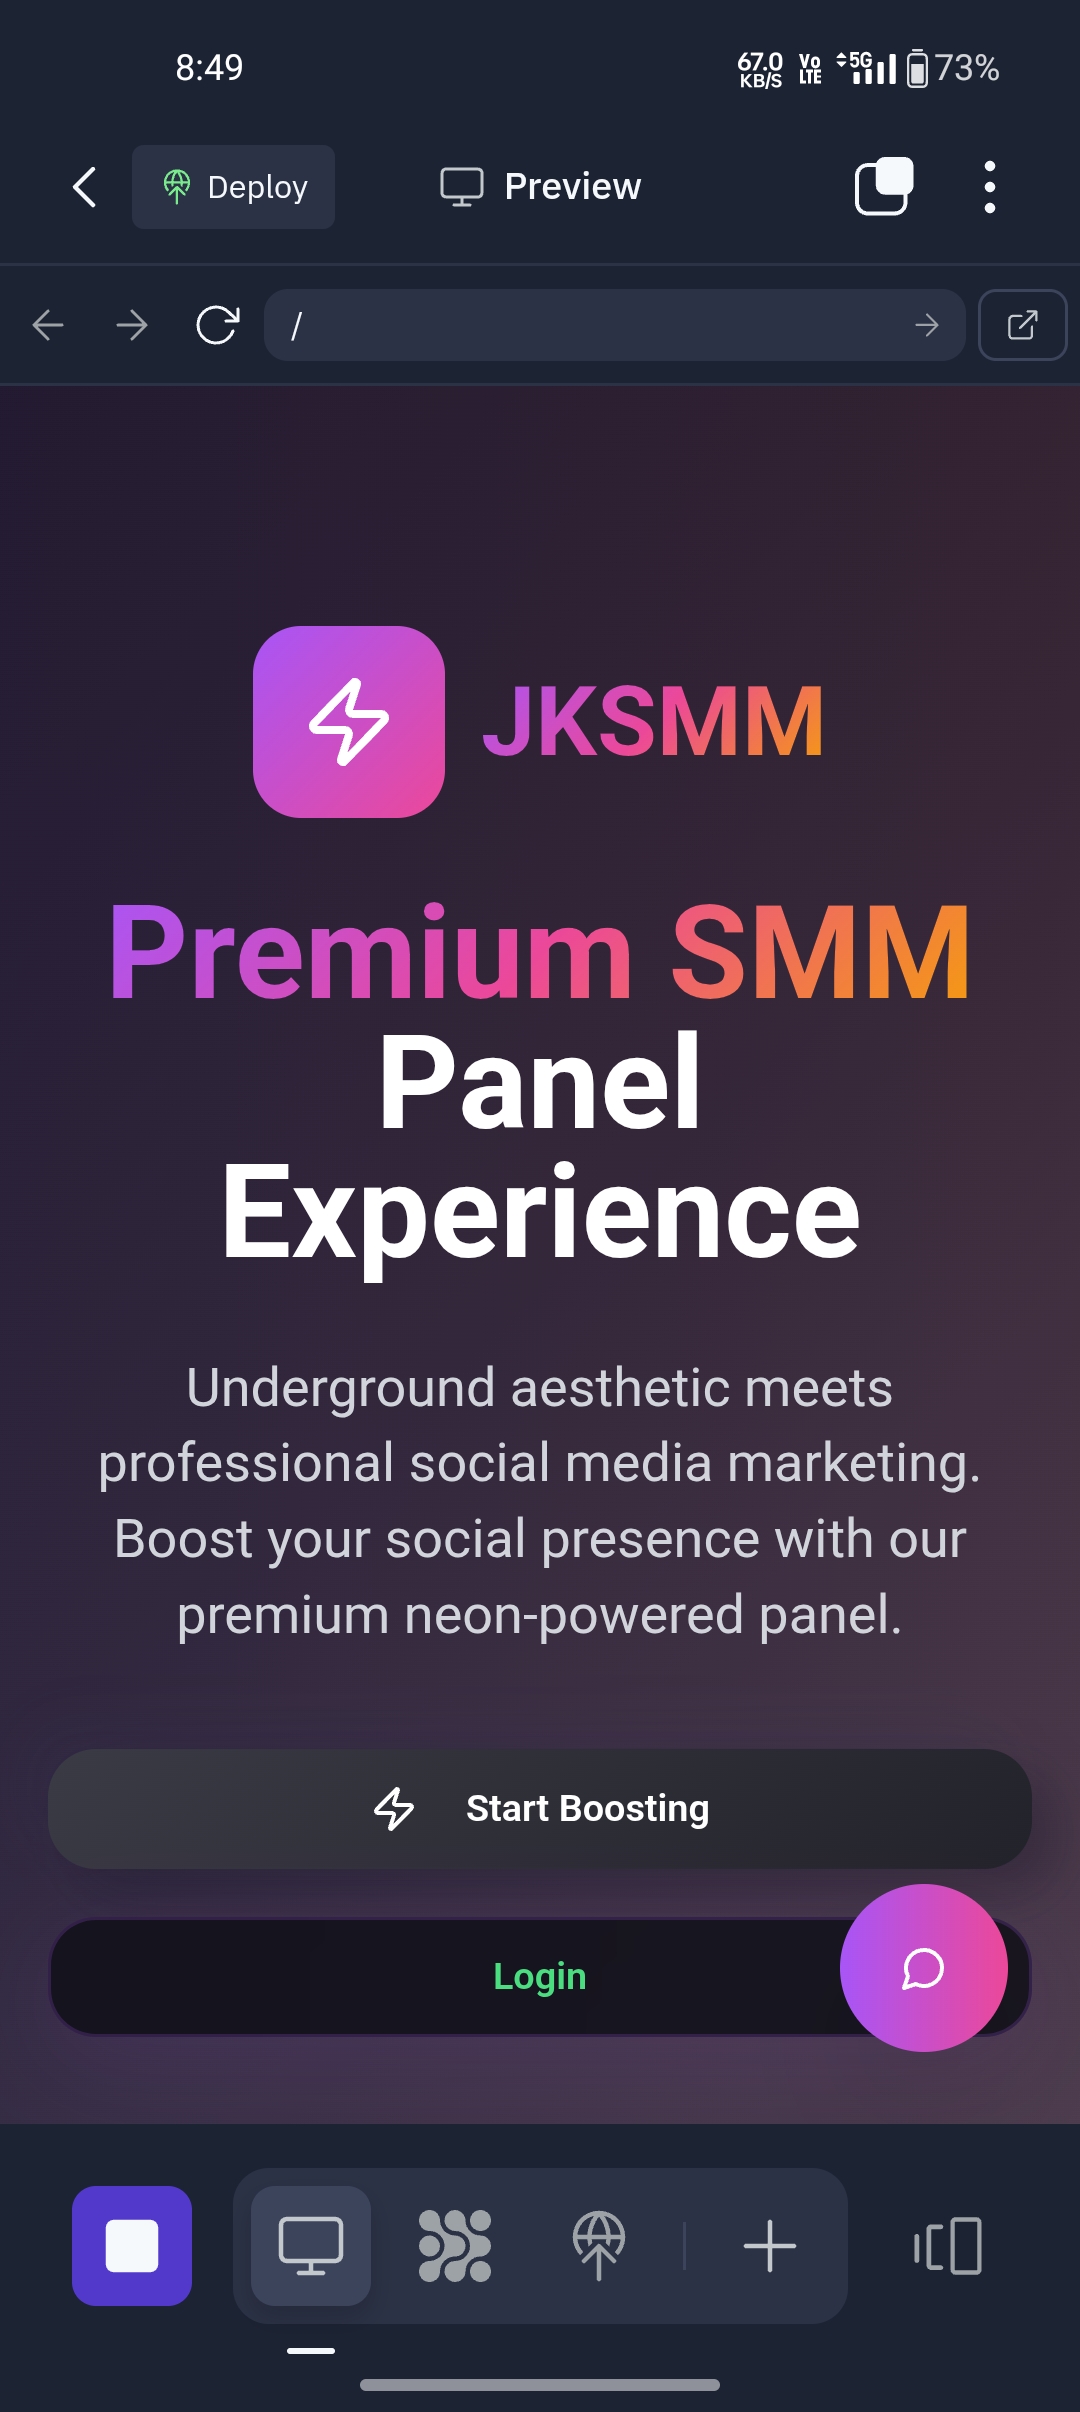 8:49
67.0
KB/S
Vo
LTE
5G
73%
Deploy
Preview
/
JKSMM
Premium SMM
Panel
Experience
Underground aesthetic meets
professional social media marketing.
Boost your social presence with our
premium neon-powered panel.
Start Boosting
Login